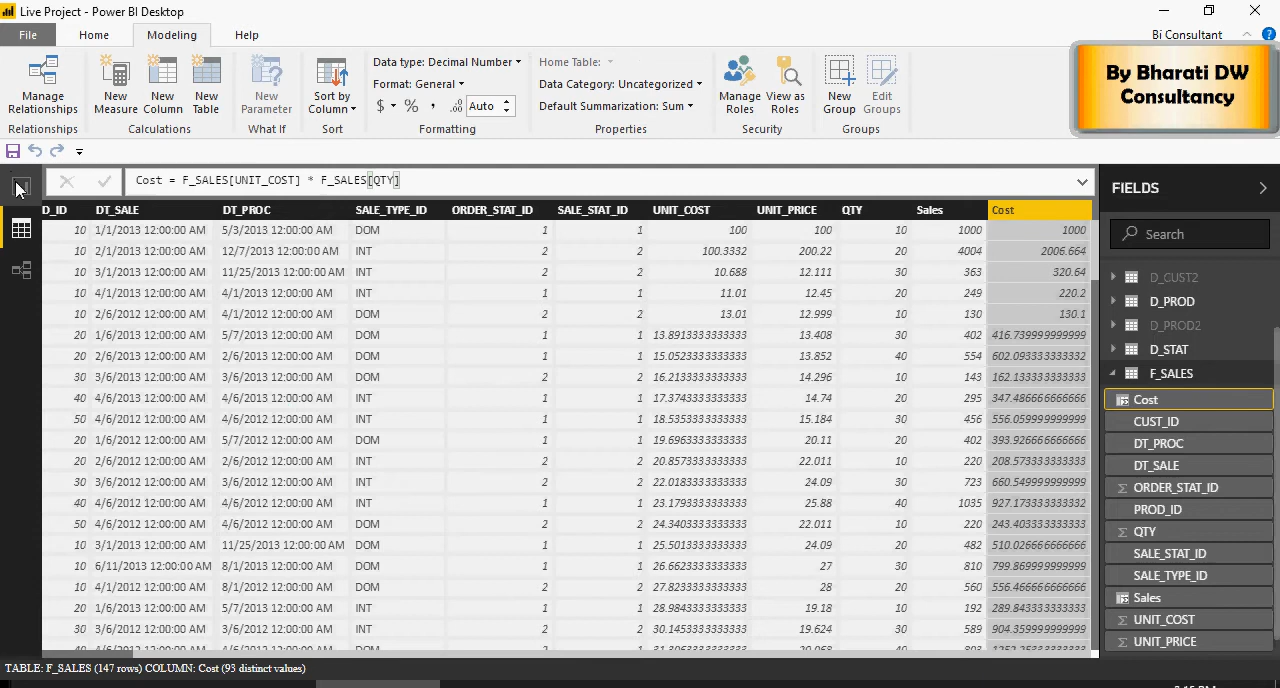 Live Project - Power BI Desktop
File Home Modeling Help Bi Consultant
Manage Relationships
Relationships
New Measure
New Column
New Table
Calculations
New Parameter
What If
Sort by Column
Sort
Data type: Decimal Number
Format: General
$ % , Auto
Formatting
Home Table:
Data Category: Uncategorized
Default Summarization: Sum
Properties
Manage Roles
View as Roles
Security
New Group
Edit Groups
Groups
By Bharati DW
Consultancy
Cost = F_SALES[UNIT_COST] * F_SALES[QTY]
D_ID DT_SALE DT_PROC SALE_TYPE_ID ORDER_STAT_ID SALE_STAT_ID UNIT_COST UNIT_PRICE QTY Sales Cost
10 1/1/2013 12:00:00 AM 5/3/2013 12:00:00 AM DOM 1 1 100 100 10 1000 1000
10 2/1/2013 12:00:00 AM 12/7/2013 12:00:00 AM INT 2 2 100.3332 200.22 20 4004 2006.664
10 3/1/2013 12:00:00 AM 11/25/2013 12:00:00 AM INT 2 2 10.688 12.111 30 363 320.64
10 4/1/2013 12:00:00 AM 4/1/2013 12:00:00 AM INT 1 1 11.01 12.45 20 249 220.2
10 2/6/2012 12:00:00 AM 4/1/2012 12:00:00 AM DOM 2 2 13.01 12.999 10 130 130.1
20 1/6/2013 12:00:00 AM 5/7/2013 12:00:00 AM DOM 1 1 13.8913333333333 13.408 30 402 416.739999999999
20 2/6/2013 12:00:00 AM 2/6/2013 12:00:00 AM DOM 1 1 15.0523333333333 13.852 40 554 602.093333333332
30 3/6/2013 12:00:00 AM 3/6/2013 12:00:00 AM DOM 2 2 16.2133333333333 14.296 10 143 162.133333333333
40 4/6/2013 12:00:00 AM 4/6/2013 12:00:00 AM INT 1 1 17.3743333333333 14.74 20 295 347.486666666666
50 4/6/2013 12:00:00 AM 4/6/2013 12:00:00 AM INT 1 1 18.5353333333333 15.184 30 456 556.059999999999
20 1/6/2012 12:00:00 AM 5/7/2012 12:00:00 AM DOM 1 1 19.6963333333333 20.11 20 402 393.926666666666
20 2/6/2012 12:00:00 AM 2/6/2012 12:00:00 AM INT 2 2 20.8573333333333 22.011 10 220 208.573333333333
30 3/6/2012 12:00:00 AM 3/6/2012 12:00:00 AM INT 2 2 22.0183333333333 24.09 30 723 660.549999999999
40 4/6/2012 12:00:00 AM 4/6/2012 12:00:00 AM INT 1 1 23.1793333333333 25.88 40 1035 927.173333333332
50 4/6/2012 12:00:00 AM 4/6/2012 12:00:00 AM DOM 2 2 24.3403333333333 22.011 10 220 243.403333333333
10 3/1/2013 12:00:00 AM 11/25/2013 12:00:00 AM DOM 1 1 25.5013333333333 24.09 20 482 510.026666666666
10 6/11/2013 12:00:00 AM 8/1/2013 12:00:00 AM DOM 1 1 26.6623333333333 27 30 810 799.869999999999
10 4/1/2012 12:00:00 AM 8/1/2012 12:00:00 AM DOM 2 2 27.8233333333333 28 20 560 556.466666666666
20 1/6/2013 12:00:00 AM 5/7/2013 12:00:00 AM INT 1 1 28.9843333333333 19.18 10 192 289.843333333333
30 3/6/2012 12:00:00 AM 3/6/2012 12:00:00 AM INT 2 2 30.1453333333333 19.624 30 589 904.359999999999
TABLE: F_SALES (147 rows) COLUMN: Cost (93 distinct values)
FIELDS
Search
D_CUST2
D_PROD
D_PROD2
D_STAT
F_SALES
Cost
CUST_ID
DT_PROC
DT_SALE
ORDER_STAT_ID
PROD_ID
QTY
SALE_STAT_ID
SALE_TYPE_ID
Sales
UNIT_COST
UNIT_PRICE